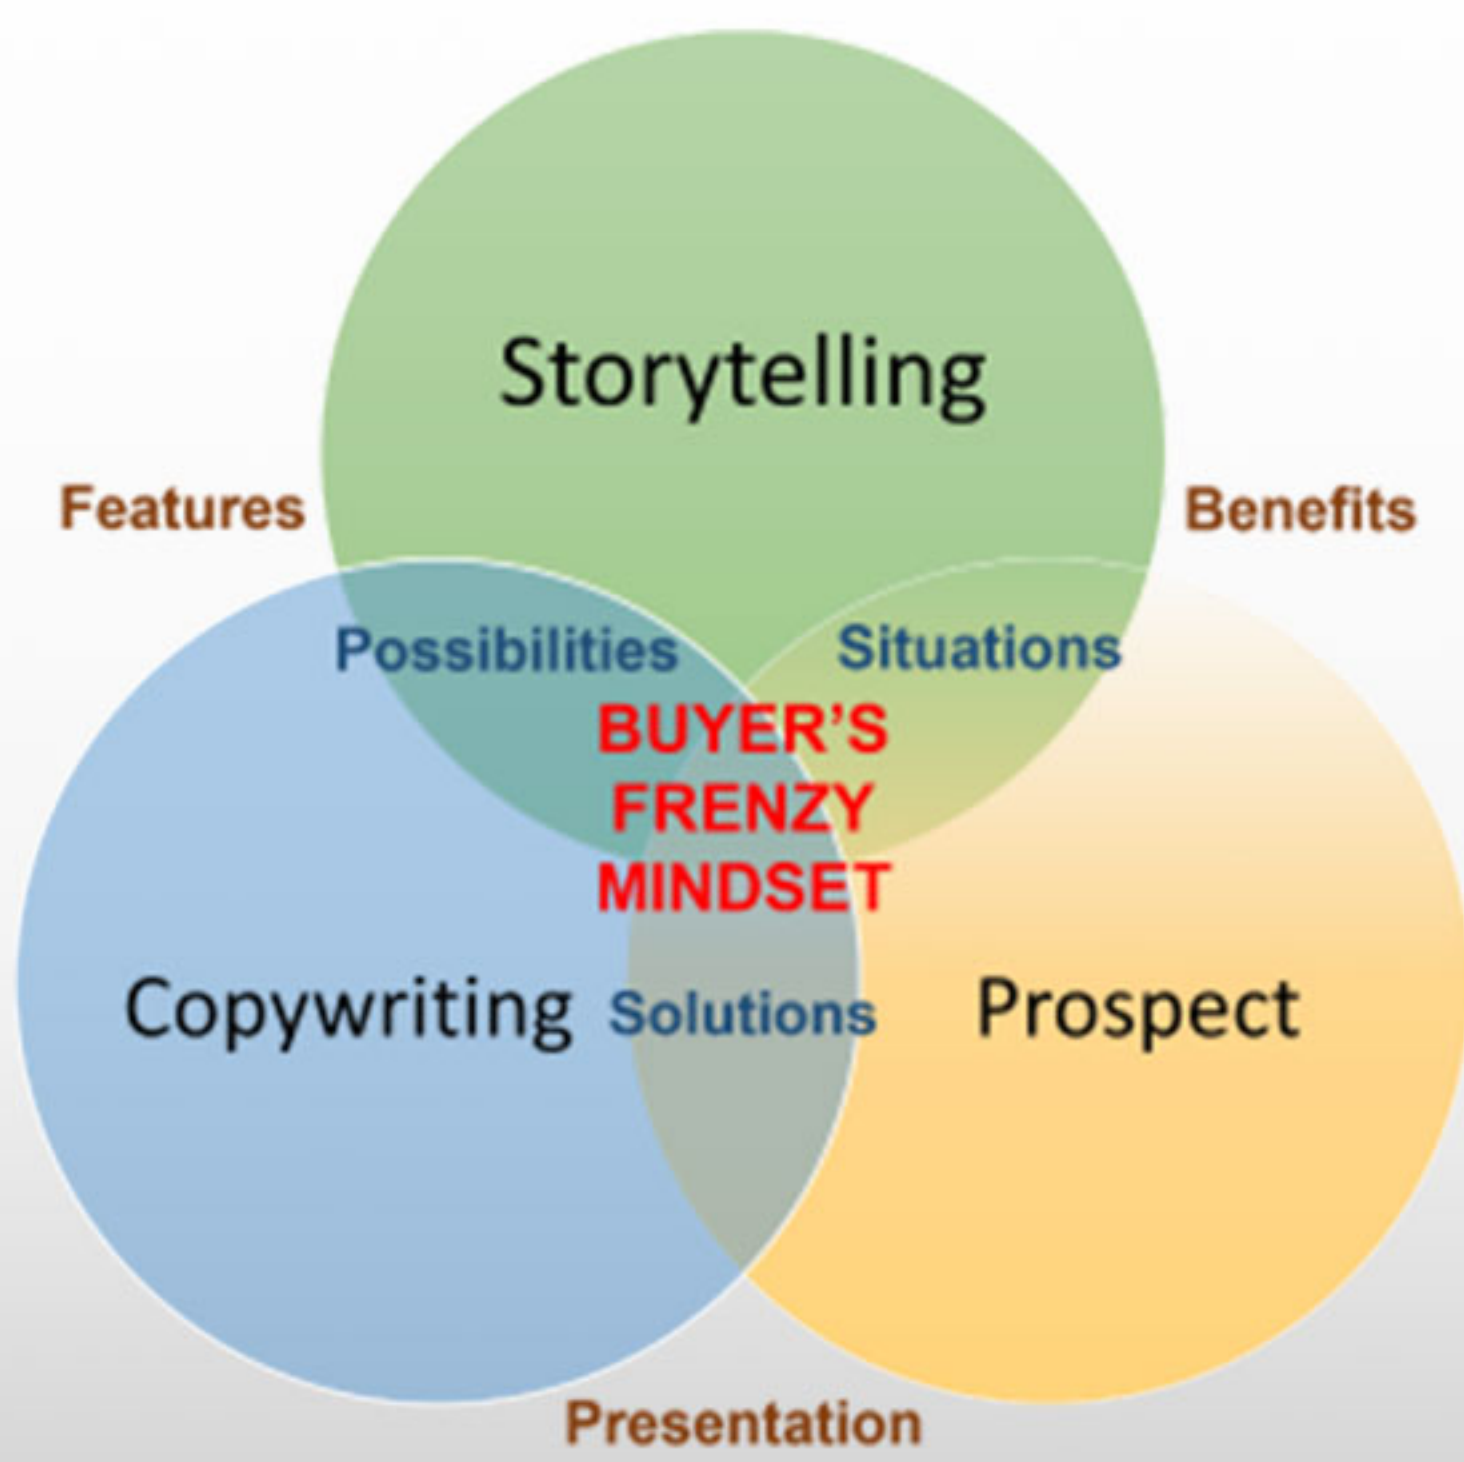 Storytelling
Features
Benefits
Possibilities
Situations
BUYER’S
FRENZY
MINDSET
Copywriting
Solutions
Prospect
Presentation